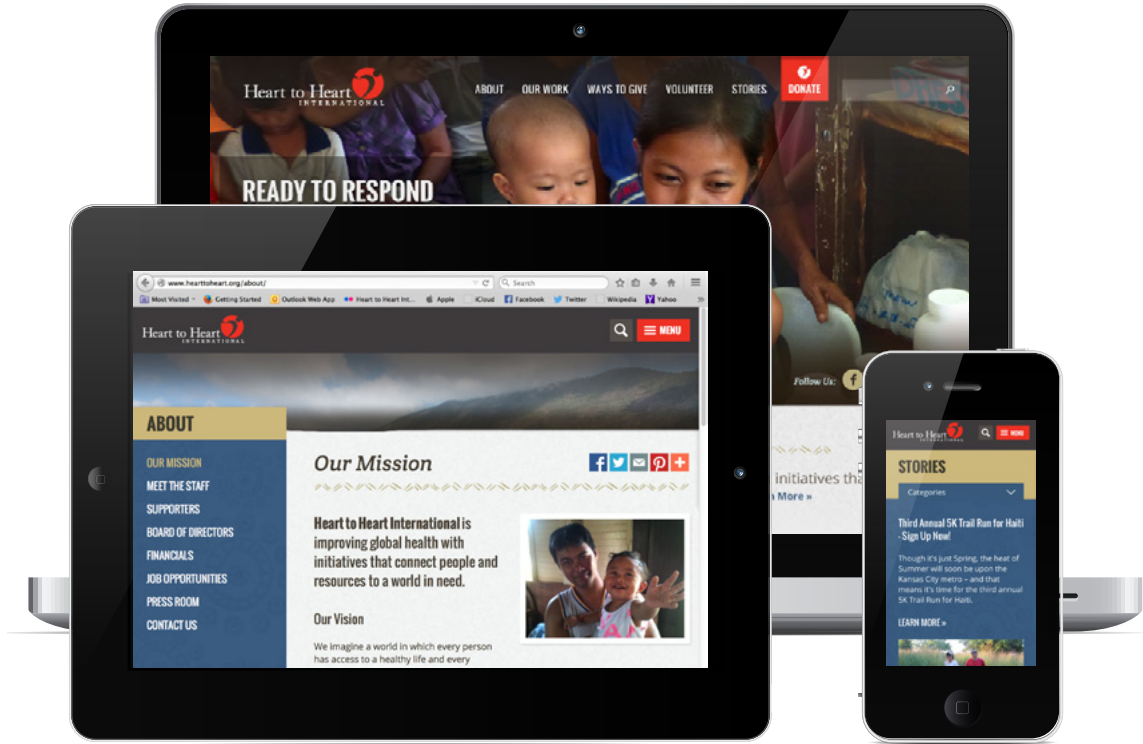 Heart to Heart
INTERNATIONAL
ABOUT
OUR WORK
WAYS TO GIVE
VOLUNTEER
STORIES
DONATE
READY TO RESPOND
Follow Us:
initiatives tha
More »
www.hearttoheart.org/about/
Search
Most Visited
Getting Started
Outlook Web App
Heart to Heart Int...
Apple
iCloud
Facebook
Twitter
Wikipedia
Yahoo
Heart to Heart
INTERNATIONAL
MENU
ABOUT
OUR MISSION
MEET THE STAFF
SUPPORTERS
BOARD OF DIRECTORS
FINANCIALS
JOB OPPORTUNITIES
PRESS ROOM
CONTACT US
Our Mission
Heart to Heart International is
improving global health with
initiatives that connect people and
resources to a world in need.
Our Vision
We imagine a world in which every person
has access to a healthy life and every
Heart to Heart
INTERNATIONAL
MENU
STORIES
Categories
Third Annual 5K Trail Run for Haiti
- Sign Up Now!
Though it's just Spring, the heat of
Summer will soon be upon the
Kansas City metro – and that
means it's time for the third annual
5K Trail Run for Haiti.
LEARN MORE »